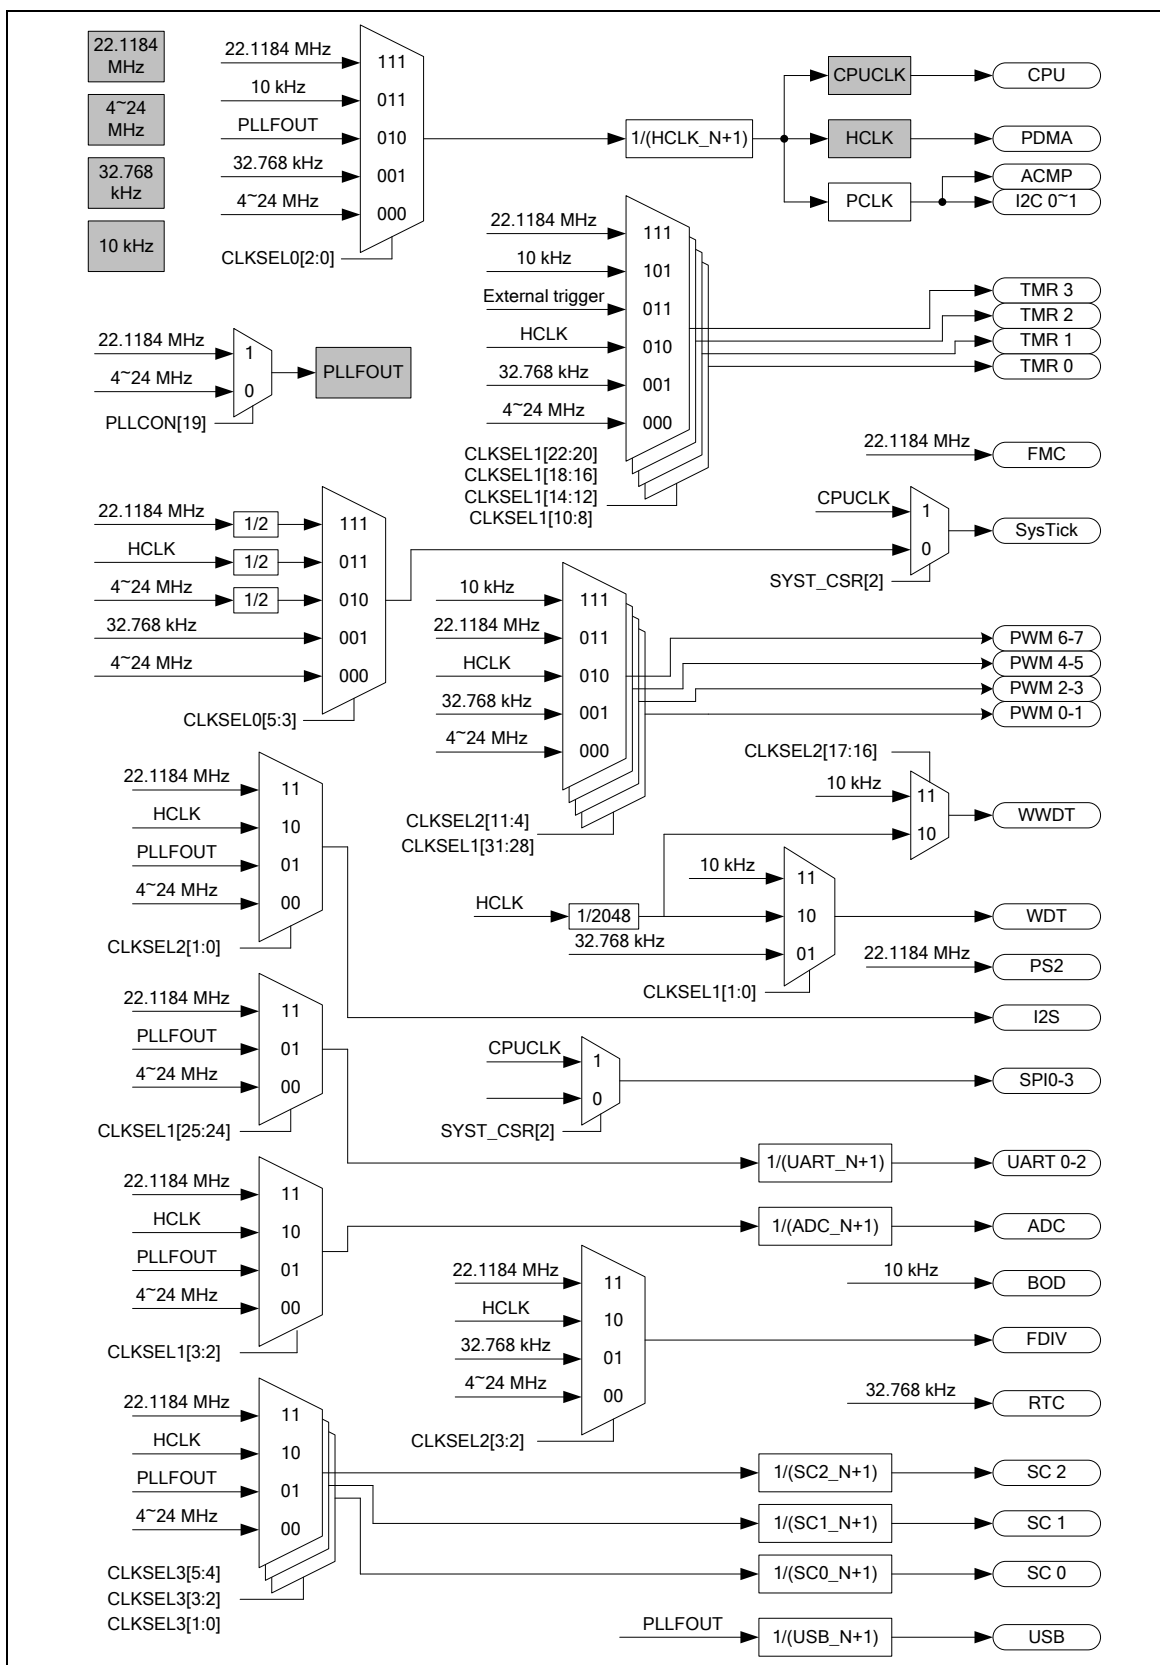 22.1184
MHz
4~24
MHz
32.768
kHz
10 kHz
22.1184 MHz
10 kHz
PLLFOUT
32.768 kHz
4~24 MHz
111
011
010
001
000
CLKSEL0[2:0]
1/(HCLK_N+1)
CPUCLK
HCLK
PCLK
CPU
PDMA
ACMP
I2C 0~1
22.1184 MHz
10 kHz
External trigger
HCLK
32.768 kHz
4~24 MHz
111
101
011
010
001
000
CLKSEL1[22:20]
CLKSEL1[18:16]
CLKSEL1[14:12]
CLKSEL1[10:8]
TMR 3
TMR 2
TMR 1
TMR 0
22.1184 MHz
4~24 MHz
1
0
PLLCON[19]
PLLFOUT
22.1184 MHz
FMC
22.1184 MHz
HCLK
4~24 MHz
32.768 kHz
4~24 MHz
1/2
1/2
1/2
111
011
010
001
000
CLKSEL0[5:3]
CPUCLK
1
0
SYST_CSR[2]
SysTick
10 kHz
22.1184 MHz
HCLK
32.768 kHz
4~24 MHz
111
011
010
001
000
CLKSEL2[11:4]
CLKSEL1[31:28]
PWM 6-7
PWM 4-5
PWM 2-3
PWM 0-1
CLKSEL2[17:16]
10 kHz
11
10
WWDT
22.1184 MHz
HCLK
PLLFOUT
4~24 MHz
11
10
01
00
CLKSEL2[1:0]
10 kHz
HCLK
1/2048
32.768 kHz
11
10
01
CLKSEL1[1:0]
WDT
22.1184 MHz
PS2
I2S
22.1184 MHz
PLLFOUT
4~24 MHz
11
01
00
CLKSEL1[25:24]
CPUCLK
1
0
SYST_CSR[2]
SPI0-3
1/(UART_N+1)
UART 0-2
22.1184 MHz
HCLK
PLLFOUT
4~24 MHz
11
10
01
00
CLKSEL1[3:2]
1/(ADC_N+1)
ADC
10 kHz
BOD
22.1184 MHz
HCLK
32.768 kHz
4~24 MHz
11
10
01
00
CLKSEL2[3:2]
FDIV
32.768 kHz
RTC
22.1184 MHz
HCLK
PLLFOUT
4~24 MHz
11
10
01
00
CLKSEL3[5:4]
CLKSEL3[3:2]
CLKSEL3[1:0]
1/(SC2_N+1)
SC 2
1/(SC1_N+1)
SC 1
1/(SC0_N+1)
SC 0
PLLFOUT
1/(USB_N+1)
USB